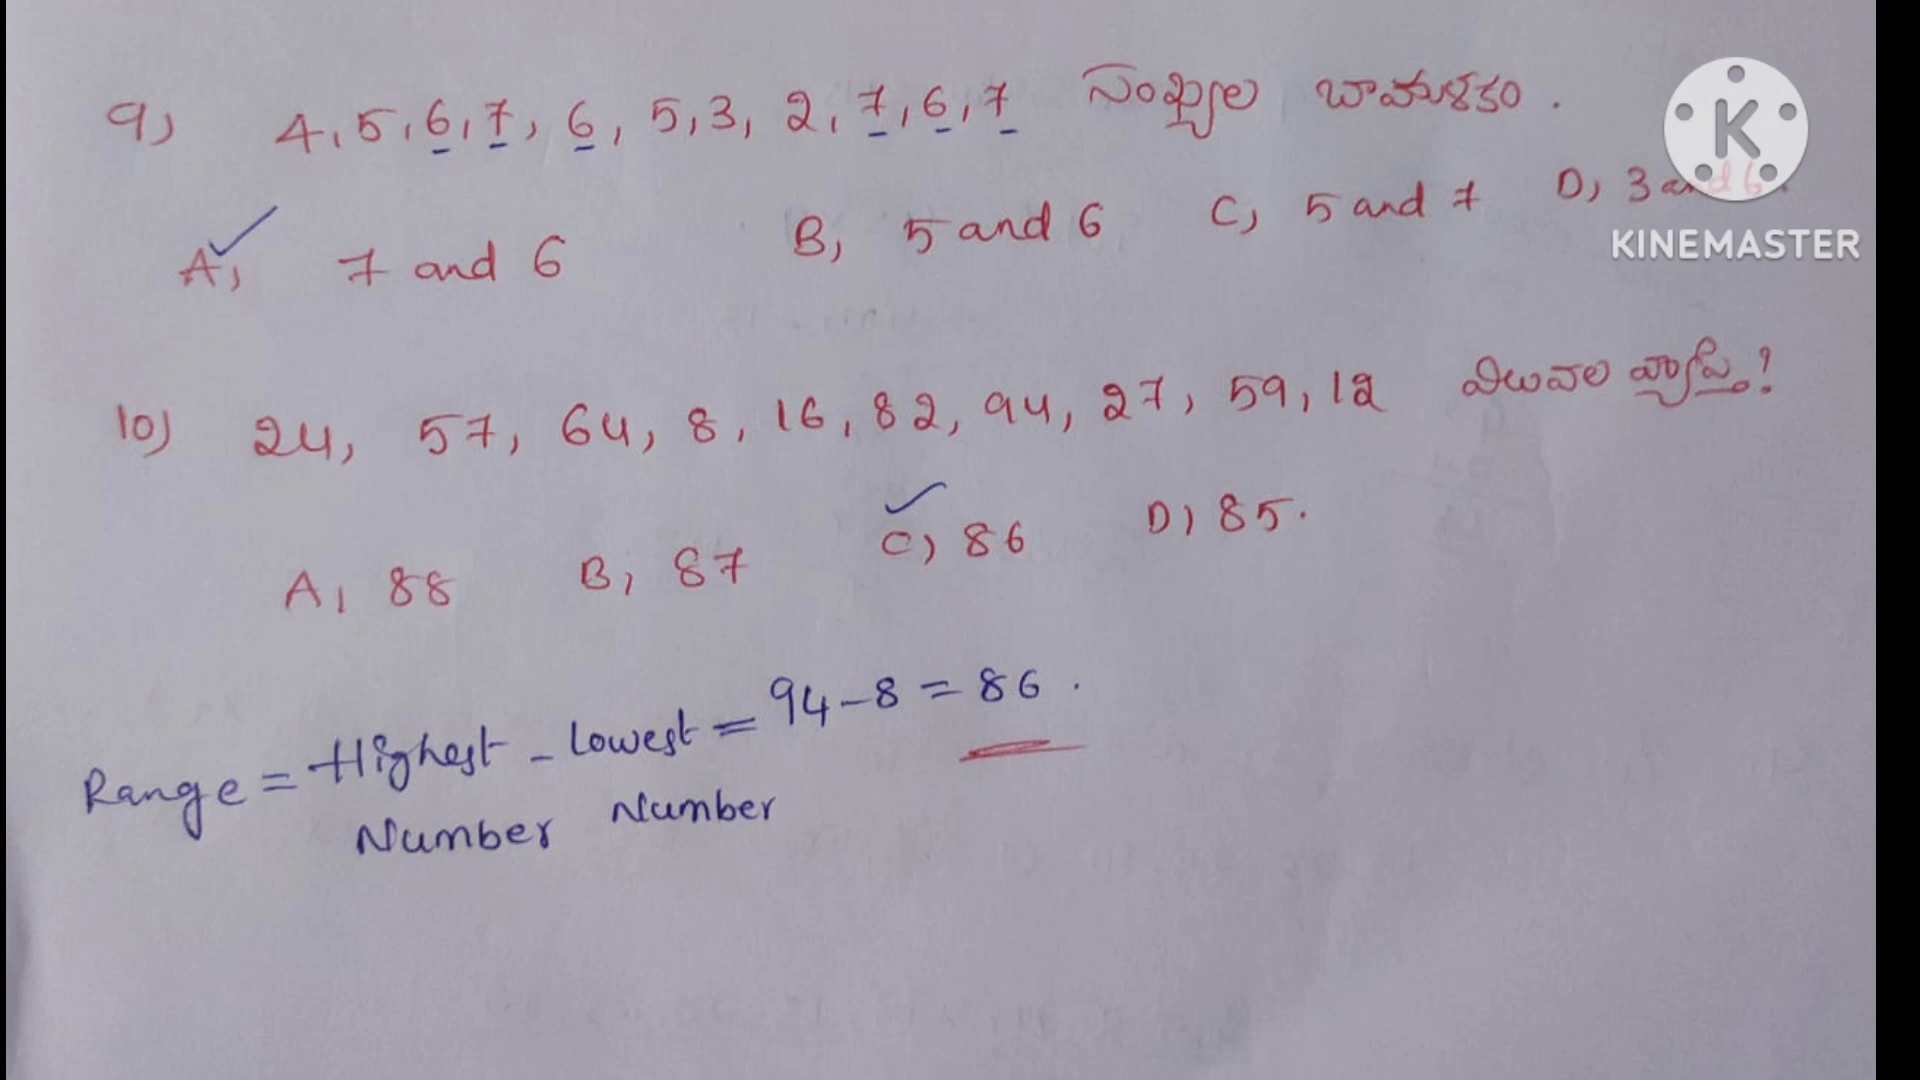 9) 4, 5, 6, 7, 6, 5, 3, 2, 7, 6, 7 సంఖ్యల బాహుళకం.
A, 7 and 6 B, 5 and 6 C, 5 and 7 D, 3 and 6.
10) 24, 57, 64, 8, 16, 82, 94, 27, 59, 12 విలువల వ్యాప్తి?
A, 88 B, 87 C, 86 D) 85.
Range = Highest - Lowest = 94-8 = 86.
Number Number
K
KINEMASTER